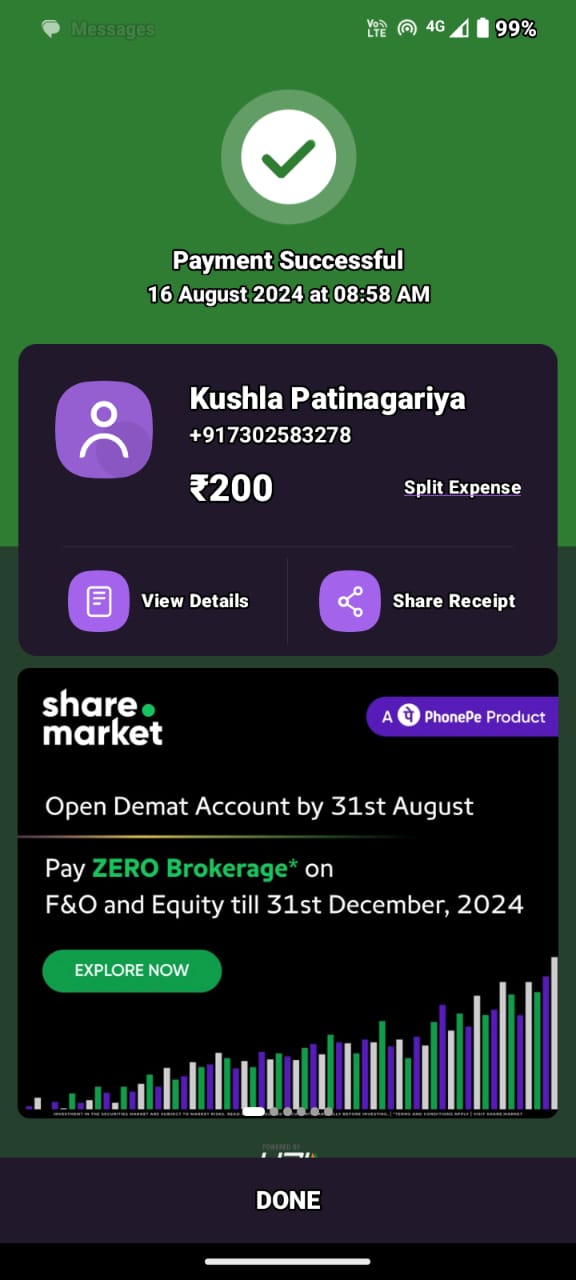 Messages
Vo)) LTE 4G 99%
Payment Successful
16 August 2024 at 08:58 AM
Kushla Patinagariya
+917302583278
₹200
Split Expense
View Details
Share Receipt
share.
market
A पे PhonePe Product
Open Demat Account by 31st August
Pay ZERO Brokerage* on
F&O and Equity till 31st December, 2024
EXPLORE NOW
INVESTMENT IN THE SECURITIES MARKET ARE SUBJECT TO MARKET RISKS, READ BEFORE INVESTING. | *TERMS AND CONDITIONS APPLY | VISIT SHARE.MARKET
POWERED BY
DONE